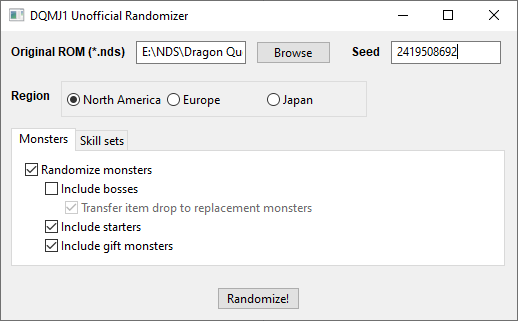 DQMJ1 Unofficial Randomizer
Original ROM (*.nds) E:\NDS\Dragon Qu Browse Seed 2419508692
Region North America Europe Japan
Monsters Skill sets
Randomize monsters
Include bosses
Transfer item drop to replacement monsters
Include starters
Include gift monsters
Randomize!